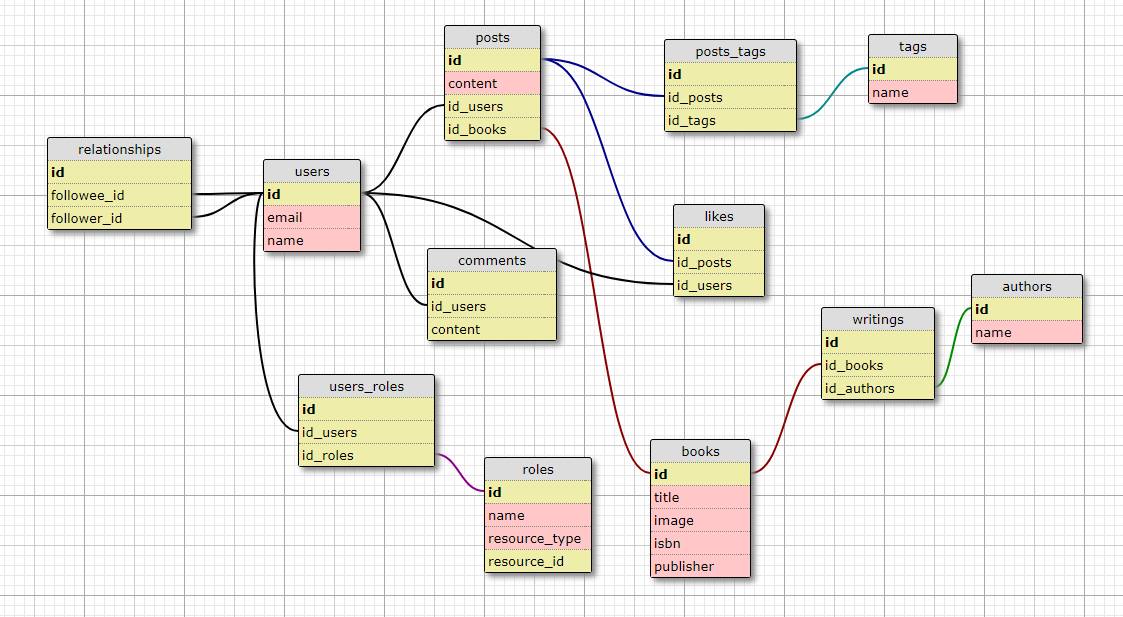 posts
id
content
id_users
id_books
posts_tags
id
id_posts
id_tags
tags
id
name
relationships
id
followee_id
follower_id
users
id
email
name
likes
id
id_posts
id_users
comments
id
id_users
content
authors
id
name
writings
id
id_books
id_authors
users_roles
id
id_users
id_roles
books
id
title
image
isbn
publisher
roles
id
name
resource_type
resource_id